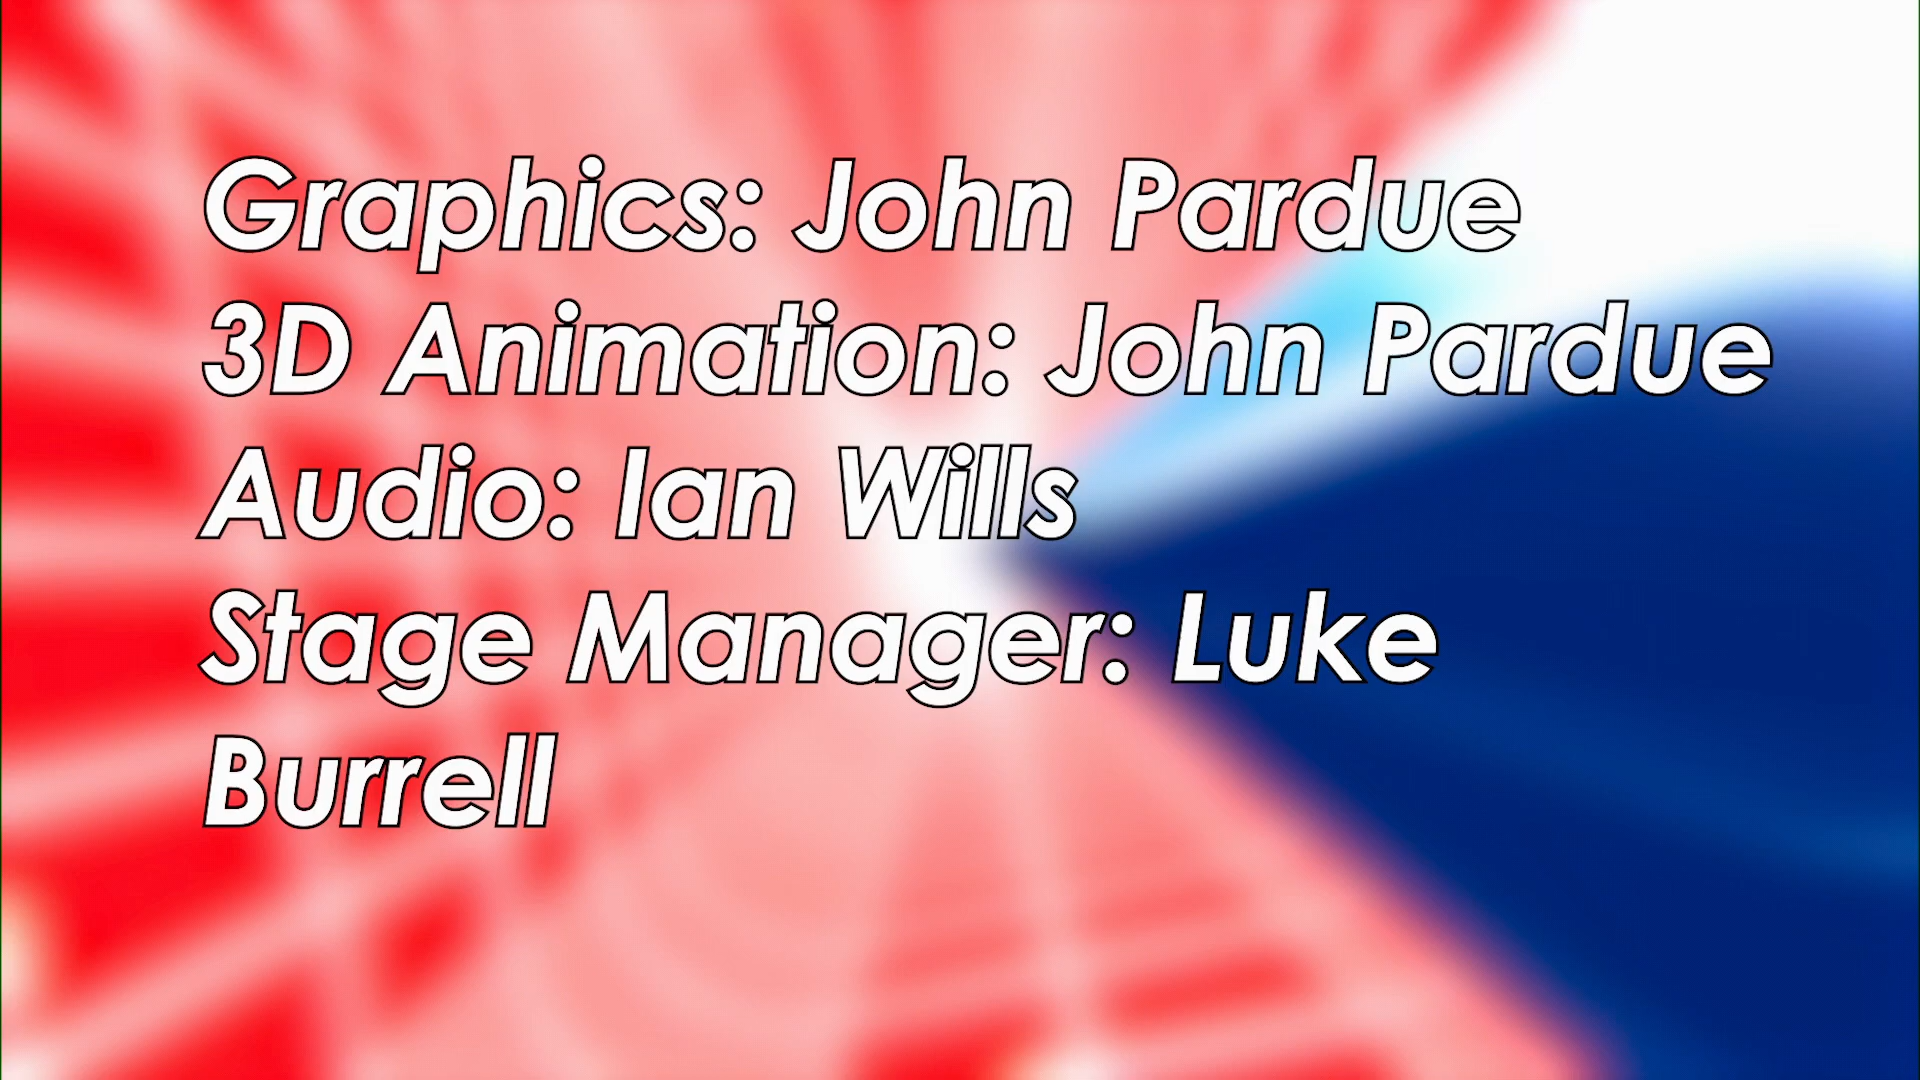 Graphics: John Pardue
3D Animation: John Pardue
Audio: Ian Wills
Stage Manager: Luke
Burrell